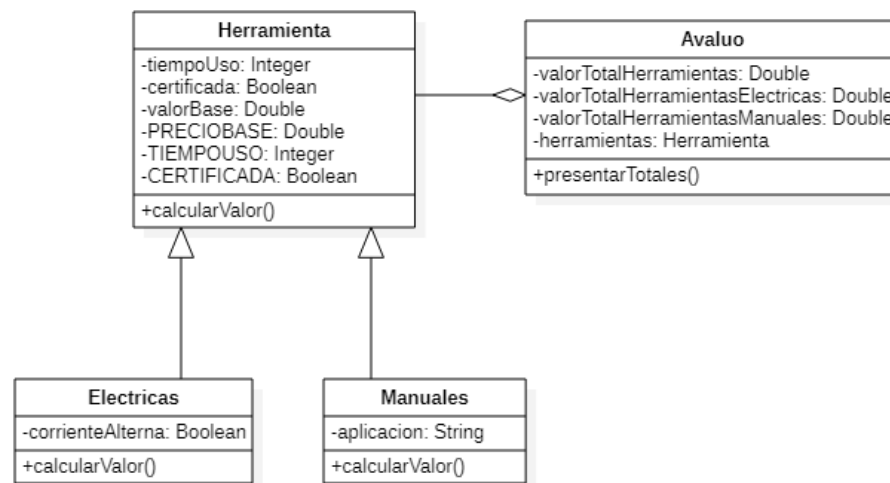 Herramienta
-tiempoUso: Integer
-certificada: Boolean
-valorBase: Double
-PRECIOBASE: Double
-TIEMPOUSO: Integer
-CERTIFICADA: Boolean
+calcularValor()
Avaluo
-valorTotalHerramientas: Double
-valorTotalHerramientasElectricas: Double
-valorTotalHerramientasManuales: Double
-herramientas: Herramienta
+presentarTotales()
Electricas
-corrienteAlterna: Boolean
+calcularValor()
Manuales
-aplicacion: String
+calcularValor()